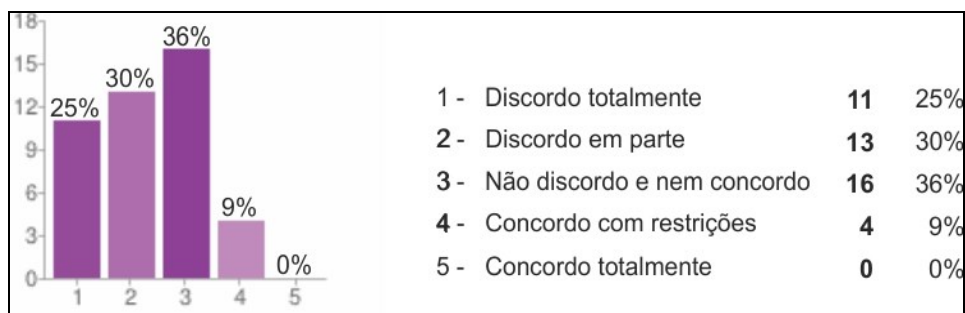 18
15
12
9
6
3
0
25%
30%
36%
9%
0%
1 2 3 4 5
1 - Discordo totalmente 11 25%
2 - Discordo em parte 13 30%
3 - Não discordo e nem concordo 16 36%
4 - Concordo com restrições 4 9%
5 - Concordo totalmente 0 0%